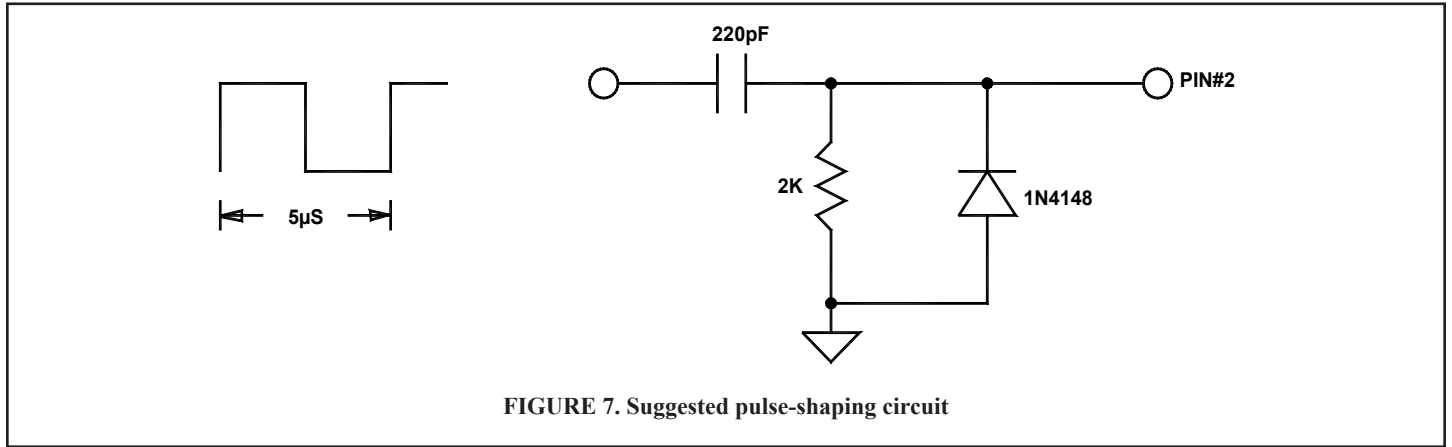 220pF
PIN#2
2K
1N4148
5µS
FIGURE 7. Suggested pulse-shaping circuit